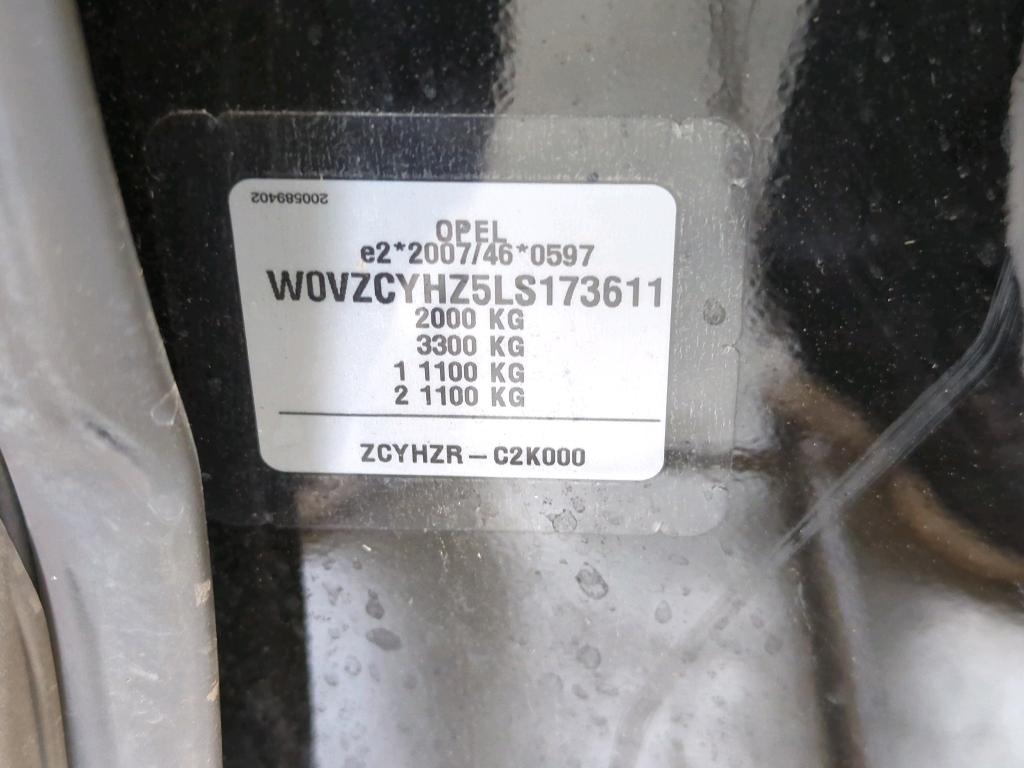 200589402
OPEL
e2*2007/46*0597
W0VZCYHZ5LS173611
2000 KG
3300 KG
1 1100 KG
2 1100 KG
ZCYHZR – C2K000